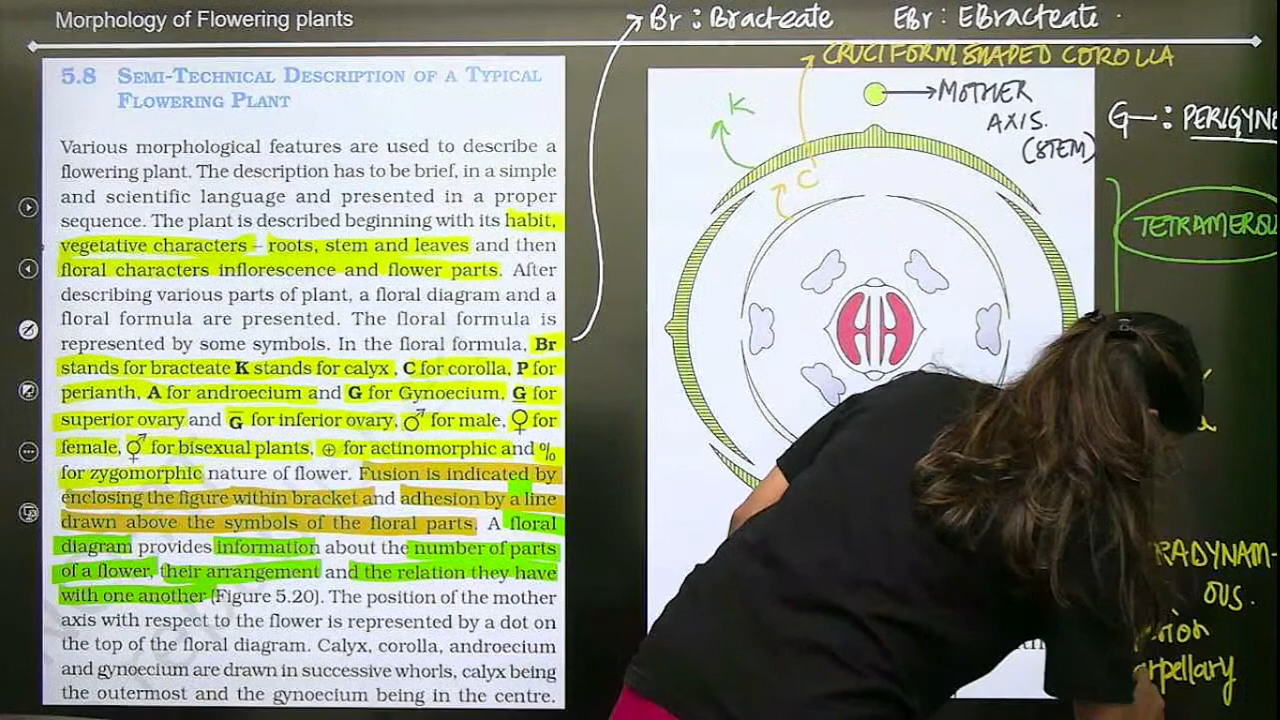 Morphology of Flowering plants
Br : Bracteate EBr : EBracteate
CRUCIFORM SHAPED COROLLA
5.8 SEMI-TECHNICAL DESCRIPTION OF A TYPICAL
FLOWERING PLANT
Various morphological features are used to describe a
flowering plant. The description has to be brief, in a simple
and scientific language and presented in a proper
sequence. The plant is described beginning with its habit,
vegetative characters – roots, stem and leaves and then
floral characters inflorescence and flower parts. After
describing various parts of plant, a floral diagram and a
floral formula are presented. The floral formula is
represented by some symbols. In the floral formula, Br
stands for bracteate K stands for calyx , C for corolla, P for
perianth, A for androecium and G for Gynoecium, G̲ for
superior ovary and G̅ for inferior ovary, ♂ for male, ♀ for
female, ⚥ for bisexual plants, ⊕ for actinomorphic and %
for zygomorphic nature of flower. Fusion is indicated by
enclosing the figure within bracket and adhesion by a line
drawn above the symbols of the floral parts. A floral
diagram provides information about the number of parts
of a flower, their arrangement and the relation they have
with one another (Figure 5.20). The position of the mother
axis with respect to the flower is represented by a dot on
the top of the floral diagram. Calyx, corolla, androecium
and gynoecium are drawn in successive whorls, calyx being
the outermost and the gynoecium being in the centre.
K
C
MOTHER
AXIS.
(STEM)
G—: PERIGYN
TETRAMEROU
RADYNAM-
OUS.
rpellary